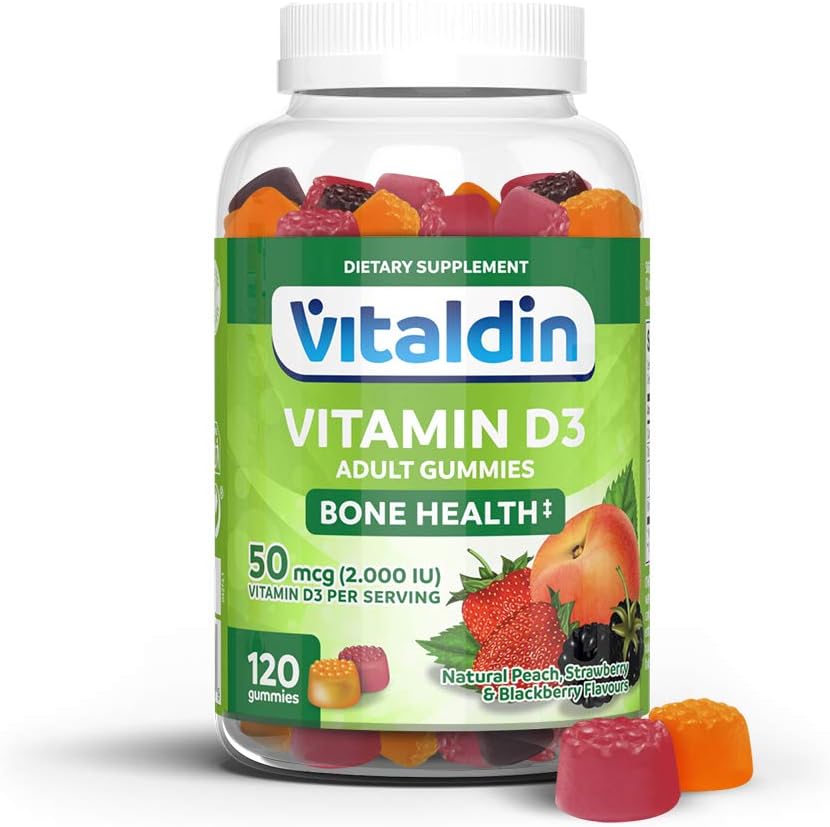 DIETARY SUPPLEMENT
Vitaldin
VITAMIN D3
ADULT GUMMIES
BONE HEALTH‡
50 mcg (2.000 IU)
VITAMIN D3 PER SERVING
120
gummies
Natural Peach, Strawberry
& Blackberry Flavours